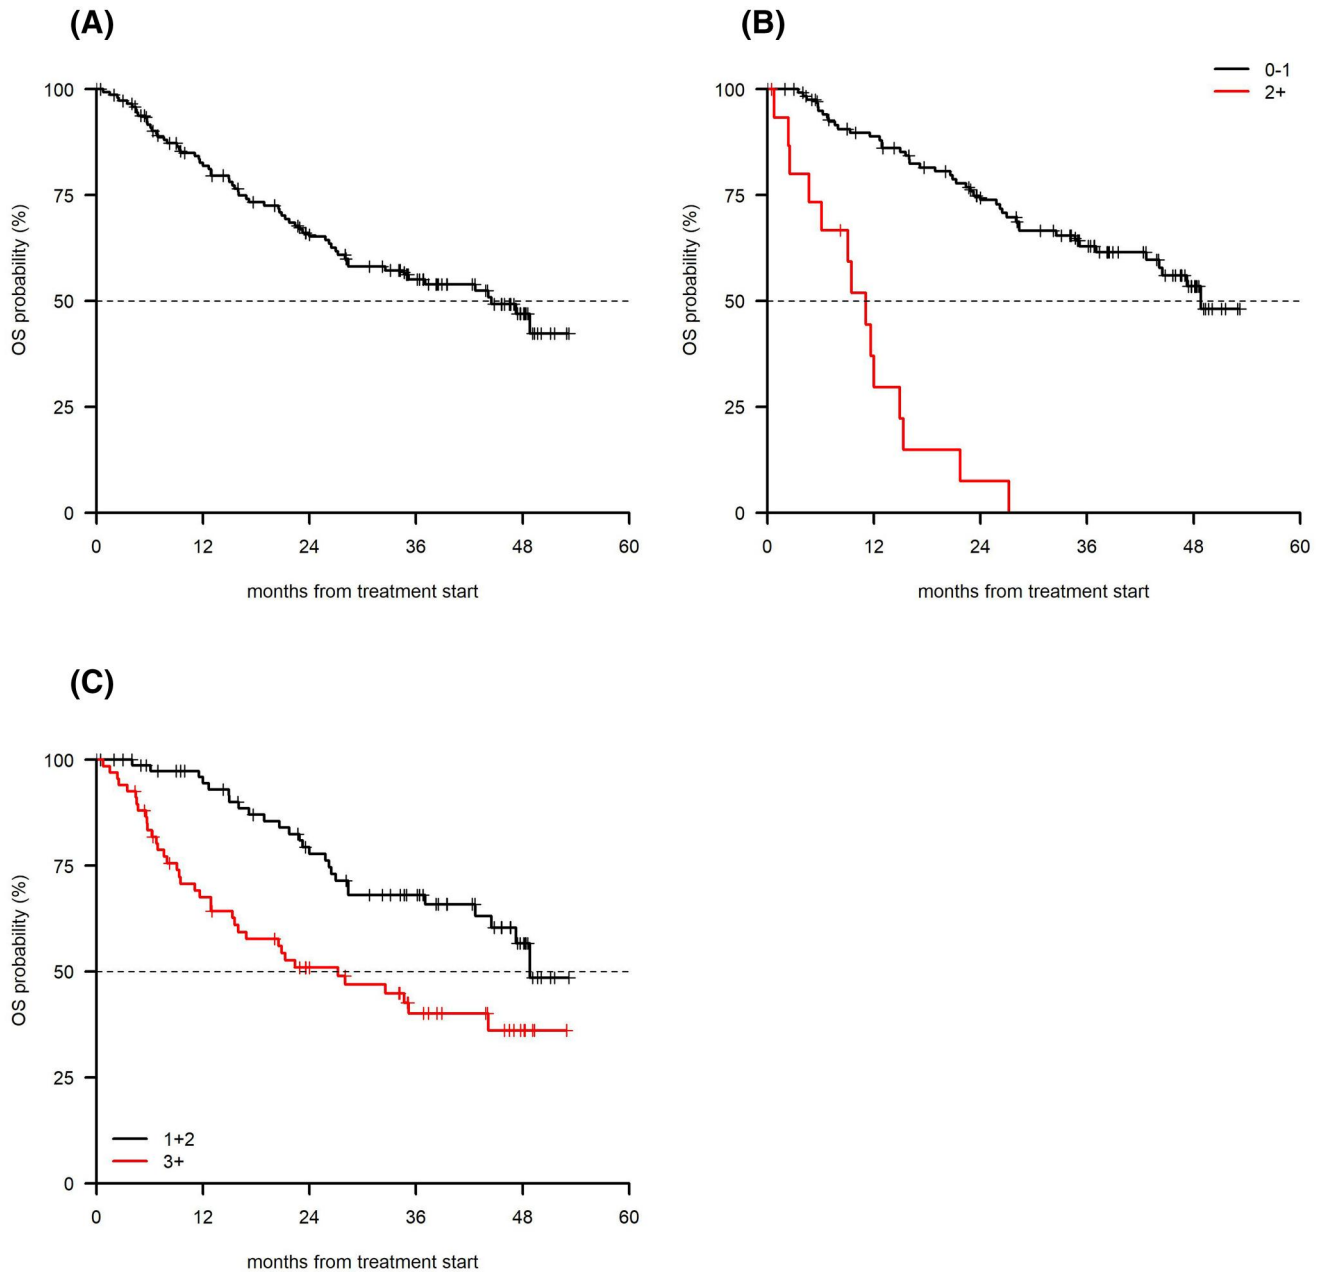 (A)
100
75
50
25
0
OS probability (%)
0 12 24 36 48 60
months from treatment start
(B)
0-1
2+
100
75
50
25
0
OS probability (%)
0 12 24 36 48 60
months from treatment start
(C)
100
75
50
25
0
OS probability (%)
1+2
3+
0 12 24 36 48 60
months from treatment start